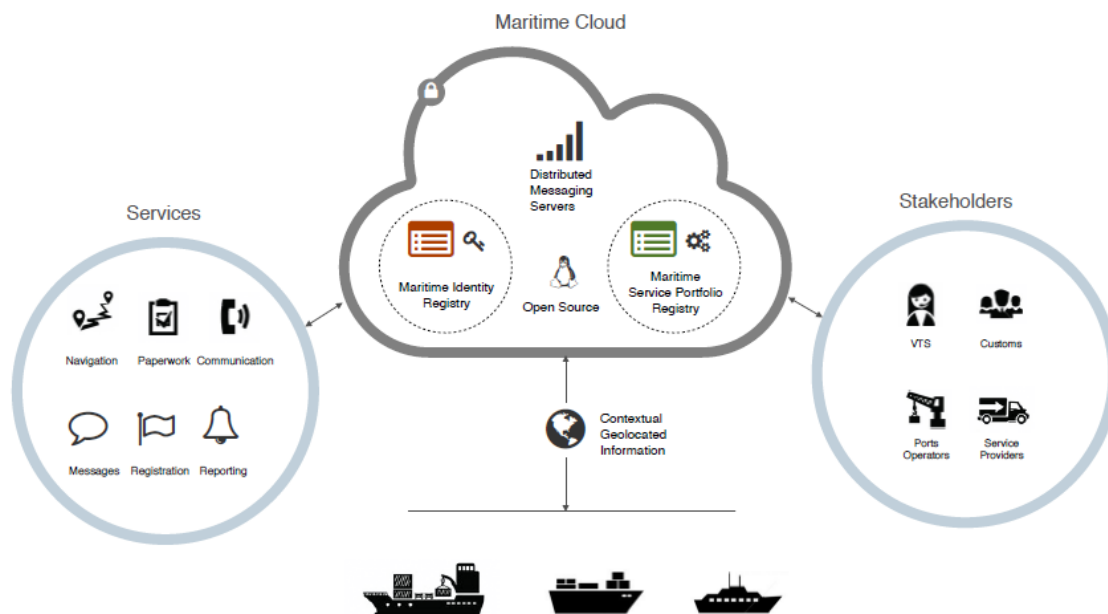 Maritime Cloud
Distributed
Messaging
Servers
Services
Stakeholders
Maritime Identity
Registry
Open Source
Maritime
Service Portfolio
Registry
Navigation
Paperwork
Communication
Messages
Registration
Reporting
VTS
Customs
Ports
Operators
Service
Providers
Contextual
Geolocated
Information